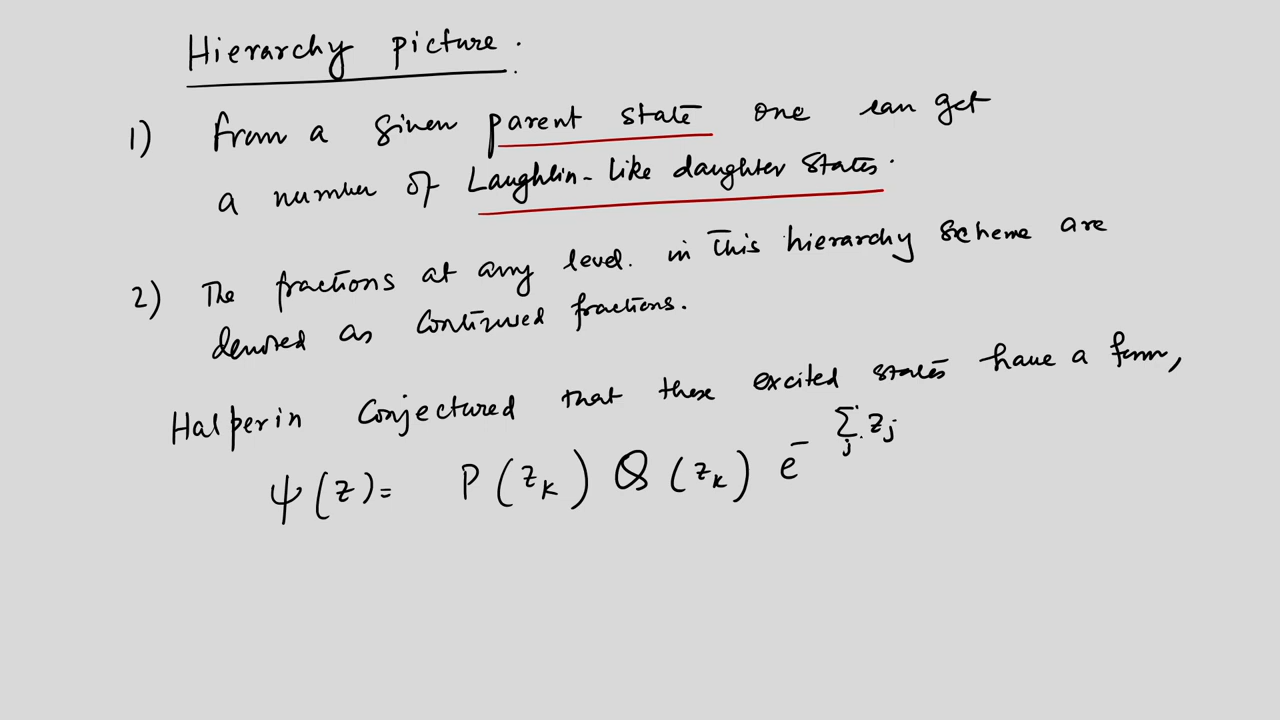 Hierarchy picture.
1) From a given parent state one can get
a number of Laughlin-like daughter states.
2) The fractions at any level. in this hierarchy scheme are
denoted as continued fractions.
Halperin conjectured that these excited states have a form,
ψ(z) = P(z_k) Q(z_k) e^{-∑_j z_j}